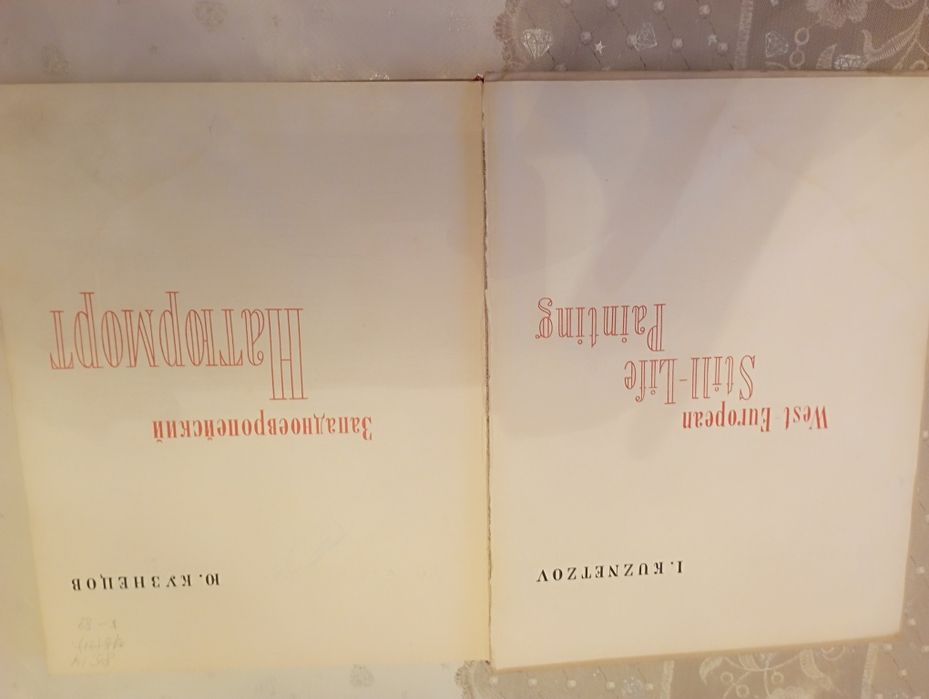 I. KUZNETZOV
West-European
Still-Life
Painting
Ю. КУЗНЕЦОВ
Западноевропейский
Натюрморт